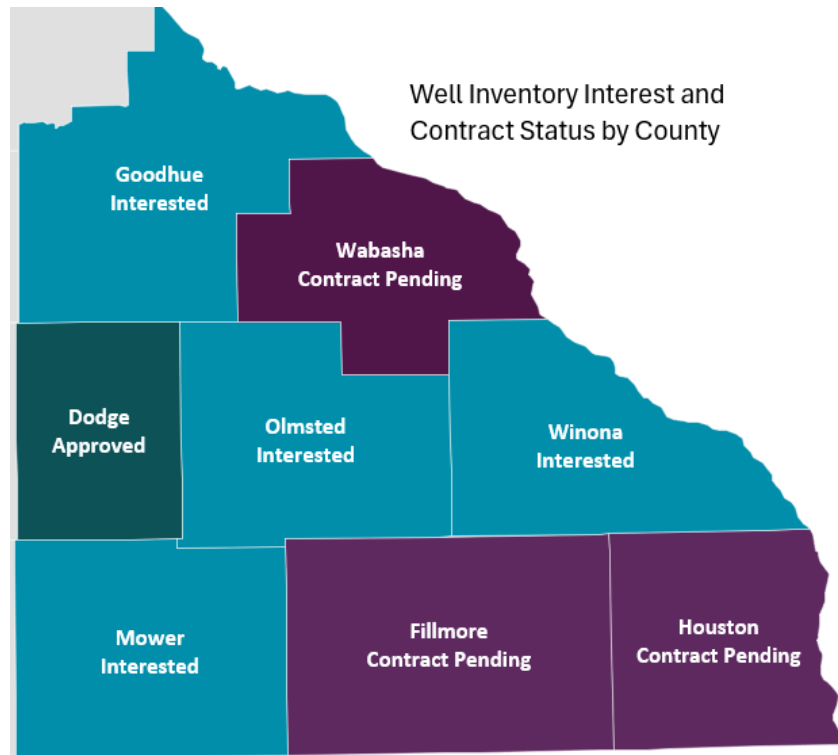 Well Inventory Interest and
Contract Status by County
Goodhue
Interested
Wabasha
Contract Pending
Dodge
Approved
Olmsted
Interested
Winona
Interested
Mower
Interested
Fillmore
Contract Pending
Houston
Contract Pending